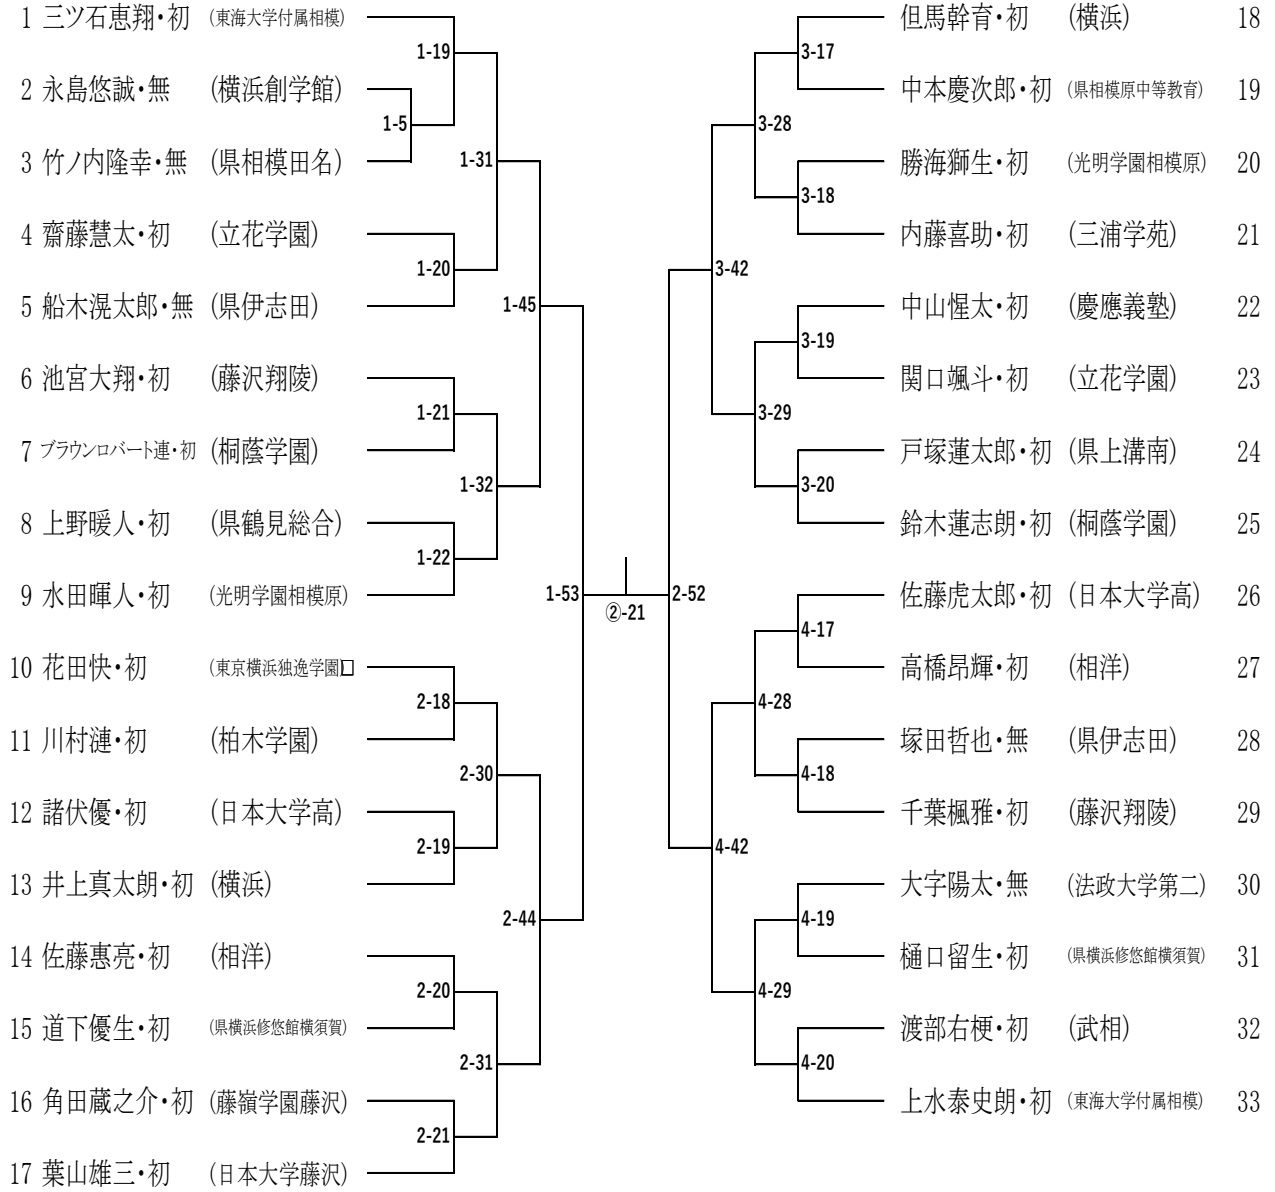 1 三ツ石恵翔・初 (東海大学付属相模)
2 永島悠誠・無 (横浜創学館)
3 竹ノ内隆幸・無 (県相模田名)
4 齋藤慧太・初 (立花学園)
5 船木滉太郎・無 (県伊志田)
6 池宮大翔・初 (藤沢翔陵)
7 ブラウンロバート連・初 (桐蔭学園)
8 上野暖人・初 (県鶴見総合)
9 水田暉人・初 (光明学園相模原)
10 花田快・初 (東京横浜独逸学園)□
11 川村漣・初 (柏木学園)
12 諸伏優・初 (日本大学高)
13 井上真太朗・初 (横浜)
14 佐藤惠亮・初 (相洋)
15 道下優生・初 (県横浜修悠館横須賀)
16 角田蔵之介・初 (藤嶺学園藤沢)
17 葉山雄三・初 (日本大学藤沢)
1-19
1-5
1-31
1-20
1-45
1-21
1-32
1-22
1-53
2-18
2-30
2-19
2-44
2-20
2-31
2-21
②-21
2-52
3-17
3-28
3-18
3-42
3-19
3-29
3-20
4-17
4-28
4-18
4-42
4-19
4-29
4-20
但馬幹育・初 (横浜) 18
中本慶次郎・初 (県相模原中等教育) 19
勝海獅生・初 (光明学園相模原) 20
内藤喜助・初 (三浦学苑) 21
中山惺太・初 (慶應義塾) 22
関口颯斗・初 (立花学園) 23
戸塚蓮太郎・初 (県上溝南) 24
鈴木蓮志朗・初 (桐蔭学園) 25
佐藤虎太郎・初 (日本大学高) 26
高橋昂輝・初 (相洋) 27
塚田哲也・無 (県伊志田) 28
千葉楓雅・初 (藤沢翔陵) 29
大字陽太・無 (法政大学第二) 30
樋口留生・初 (県横浜修悠館横須賀) 31
渡部右梗・初 (武相) 32
上水泰史朗・初 (東海大学付属相模) 33